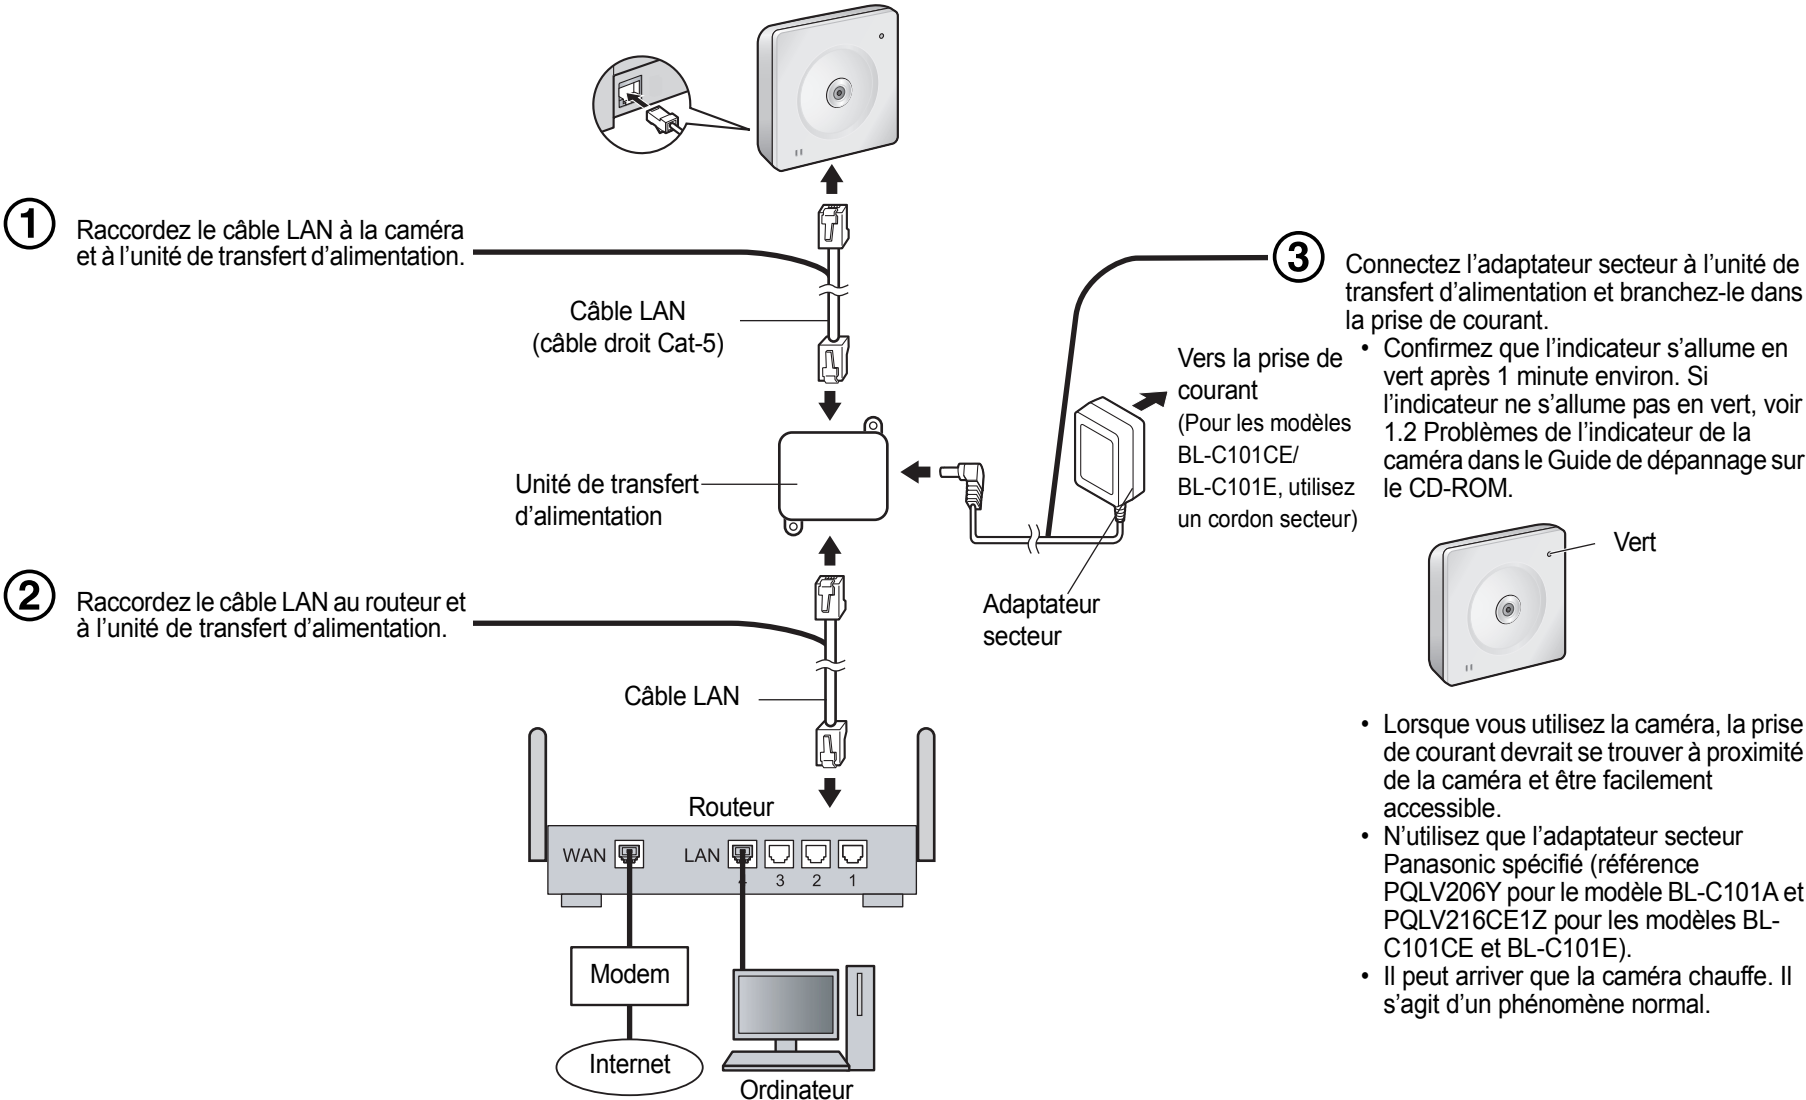 1
Raccordez le câble LAN à la caméra
et à l’unité de transfert d’alimentation.
Câble LAN
(câble droit Cat-5)
Unité de transfert
d’alimentation
2
Raccordez le câble LAN au routeur et
à l’unité de transfert d’alimentation.
Câble LAN
Routeur
WAN
LAN
4
3
2
1
Modem
Internet
Ordinateur
Adaptateur
secteur
Vers la prise de
courant
(Pour les modèles
BL-C101CE/
BL-C101E, utilisez
un cordon secteur)
3
Connectez l’adaptateur secteur à l’unité de
transfert d’alimentation et branchez-le dans
la prise de courant.
• Confirmez que l’indicateur s’allume en
vert après 1 minute environ. Si
l’indicateur ne s’allume pas en vert, voir
1.2 Problèmes de l’indicateur de la
caméra dans le Guide de dépannage sur
le CD-ROM.
Vert
• Lorsque vous utilisez la caméra, la prise
de courant devrait se trouver à proximité
de la caméra et être facilement
accessible.
• N’utilisez que l’adaptateur secteur
Panasonic spécifié (référence
PQLV206Y pour le modèle BL-C101A et
PQLV216CE1Z pour les modèles BL-
C101CE et BL-C101E).
• Il peut arriver que la caméra chauffe. Il
s’agit d’un phénomène normal.